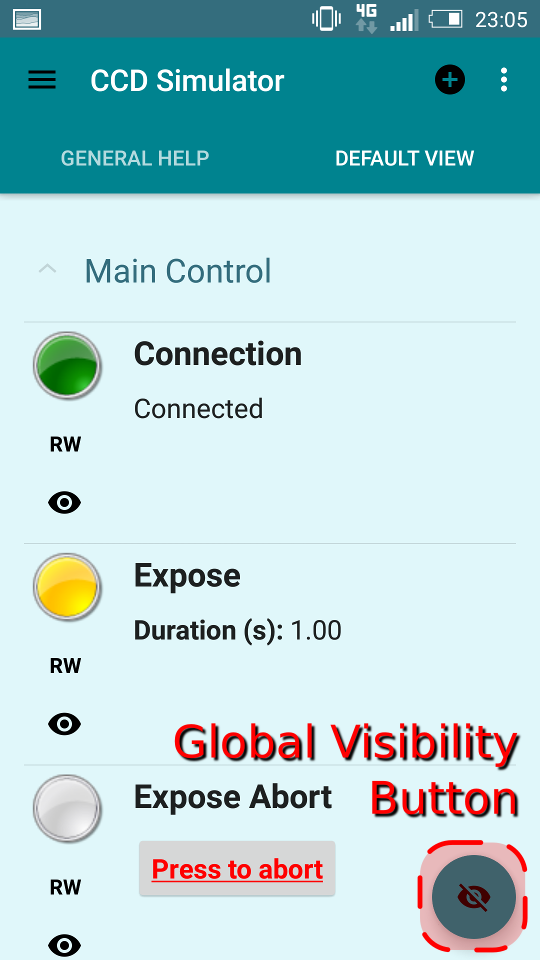 4G
23:05
CCD Simulator
GENERAL HELP
DEFAULT VIEW
Main Control
Connection
Connected
RW
Expose
Duration (s): 1.00
RW
Global Visibility
Button
Expose Abort
Press to abort
RW